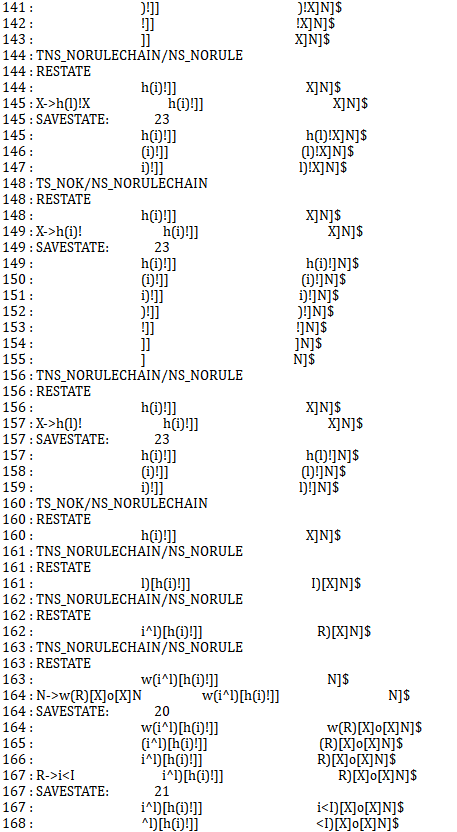 141:                         )!]]                         )!X]N]$
142:                         !]]                         !X]N]$
143:                         ]]                         X]N]$
144:TNS_NORULECHAIN/NS_NORULE
144:RESTATE
144:                         h(i)!]]                         X]N]$
145:X->h(l)!X                  h(i)!]]                         X]N]$
145:SAVESTATE:          23
145:                         h(i)!]]                         h(l)!X]N]$
146:                         (i)!]]                         (l)!X]N]$
147:                         i)!]]                         l)!X]N]$
148:TS_NOK/NS_NORULECHAIN
148:RESTATE
148:                         h(i)!]]                         X]N]$
149:X->h(i)!                  h(i)!]]                         X]N]$
149:SAVESTATE:          23
149:                         h(i)!]]                         h(i)!]N]$
150:                         (i)!]]                         (i)!]N]$
151:                         i)!]]                         i)!]N]$
152:                         )!]]                         )!]N]$
153:                         !]]                         !]N]$
154:                         ]]                         ]N]$
155:                         ]                         N]$
156:TNS_NORULECHAIN/NS_NORULE
156:RESTATE
156:                         h(i)!]]                         X]N]$
157:X->h(l)!                  h(i)!]]                         X]N]$
157:SAVESTATE:          23
157:                         h(i)!]]                         h(l)!]N]$
158:                         (i)!]]                         (l)!]N]$
159:                         i)!]]                         l)!]N]$
160:TS_NOK/NS_NORULECHAIN
160:RESTATE
160:                         h(i)!]]                         X]N]$
161:TNS_NORULECHAIN/NS_NORULE
161:RESTATE
161:                         l)[h(i)!]]                         I)[X]N]$
162:TNS_NORULECHAIN/NS_NORULE
162:RESTATE
162:                         i^l)[h(i)!]]                         R)[X]N]$
163:TNS_NORULECHAIN/NS_NORULE
163:RESTATE
163:                         w(i^l)[h(i)!]]                         N]$
164:N->w(R)[X]o[X]N                  w(i^l)[h(i)!]]                         N]$
164:SAVESTATE:          20
164:                         w(i^l)[h(i)!]]                         w(R)[X]o[X]N]$
165:                         (i^l)[h(i)!]]                         (R)[X]o[X]N]$
166:                         i^l)[h(i)!]]                         R)[X]o[X]N]$
167:R->i<I                  i^l)[h(i)!]]                         R)[X]o[X]N]$
167:SAVESTATE:          21
167:                         i^l)[h(i)!]]                         i<I)[X]o[X]N]$
168:                         ^l)[h(i)!]]                         <I)[X]o[X]N]$